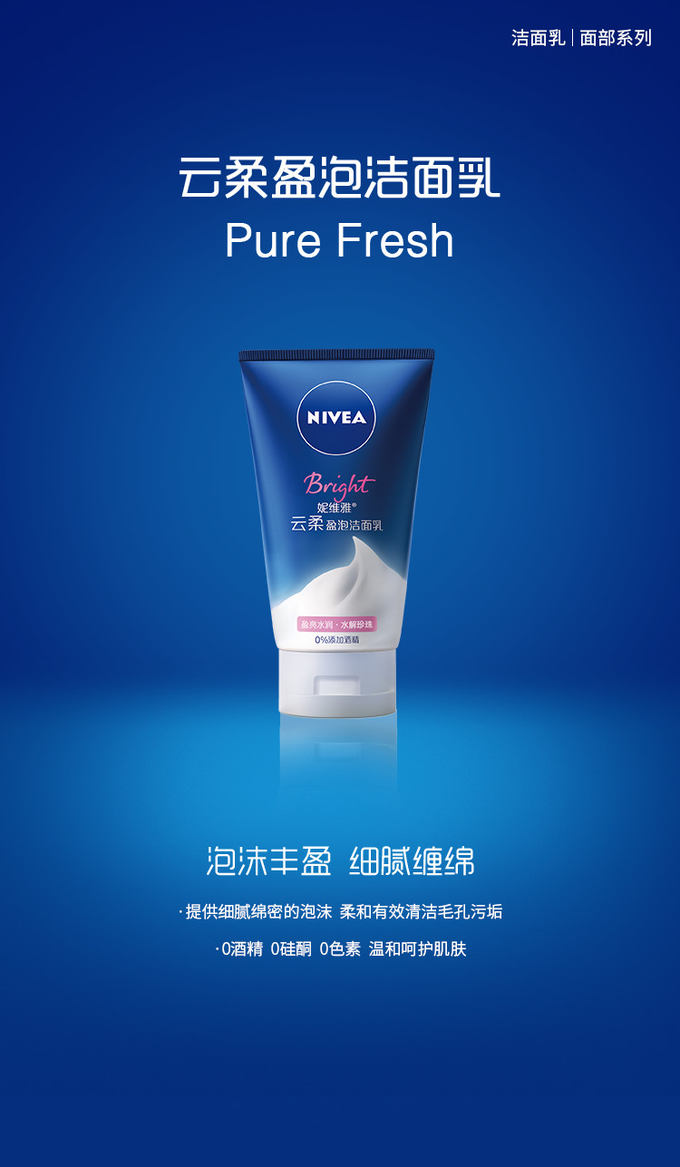 洁面乳|面部系列
云柔盈泡洁面乳
Pure Fresh
NIVEA
Bright
妮维雅®
云柔盈泡洁面乳
盈亮水润·水解珍珠
0%添加酒精
泡沫丰盈 细腻缠绵
·提供细腻绵密的泡沫 柔和有效清洁毛孔污垢
·0酒精 0硅酮 0色素 温和呵护肌肤